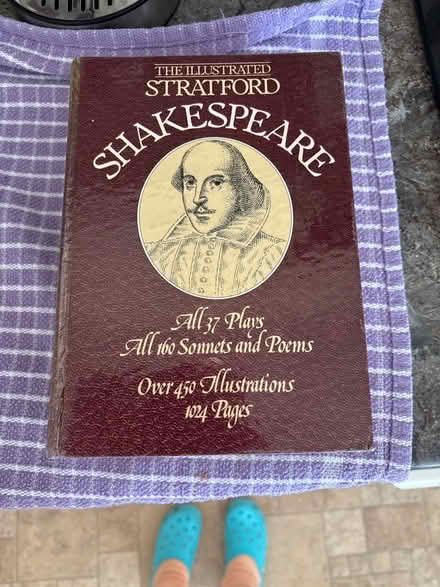 THE ILLUSTRATED
STRATFORD
SHAKESPEARE
All 37 Plays
All 160 Sonnets and Poems
Over 450 Illustrations
1024 Pages